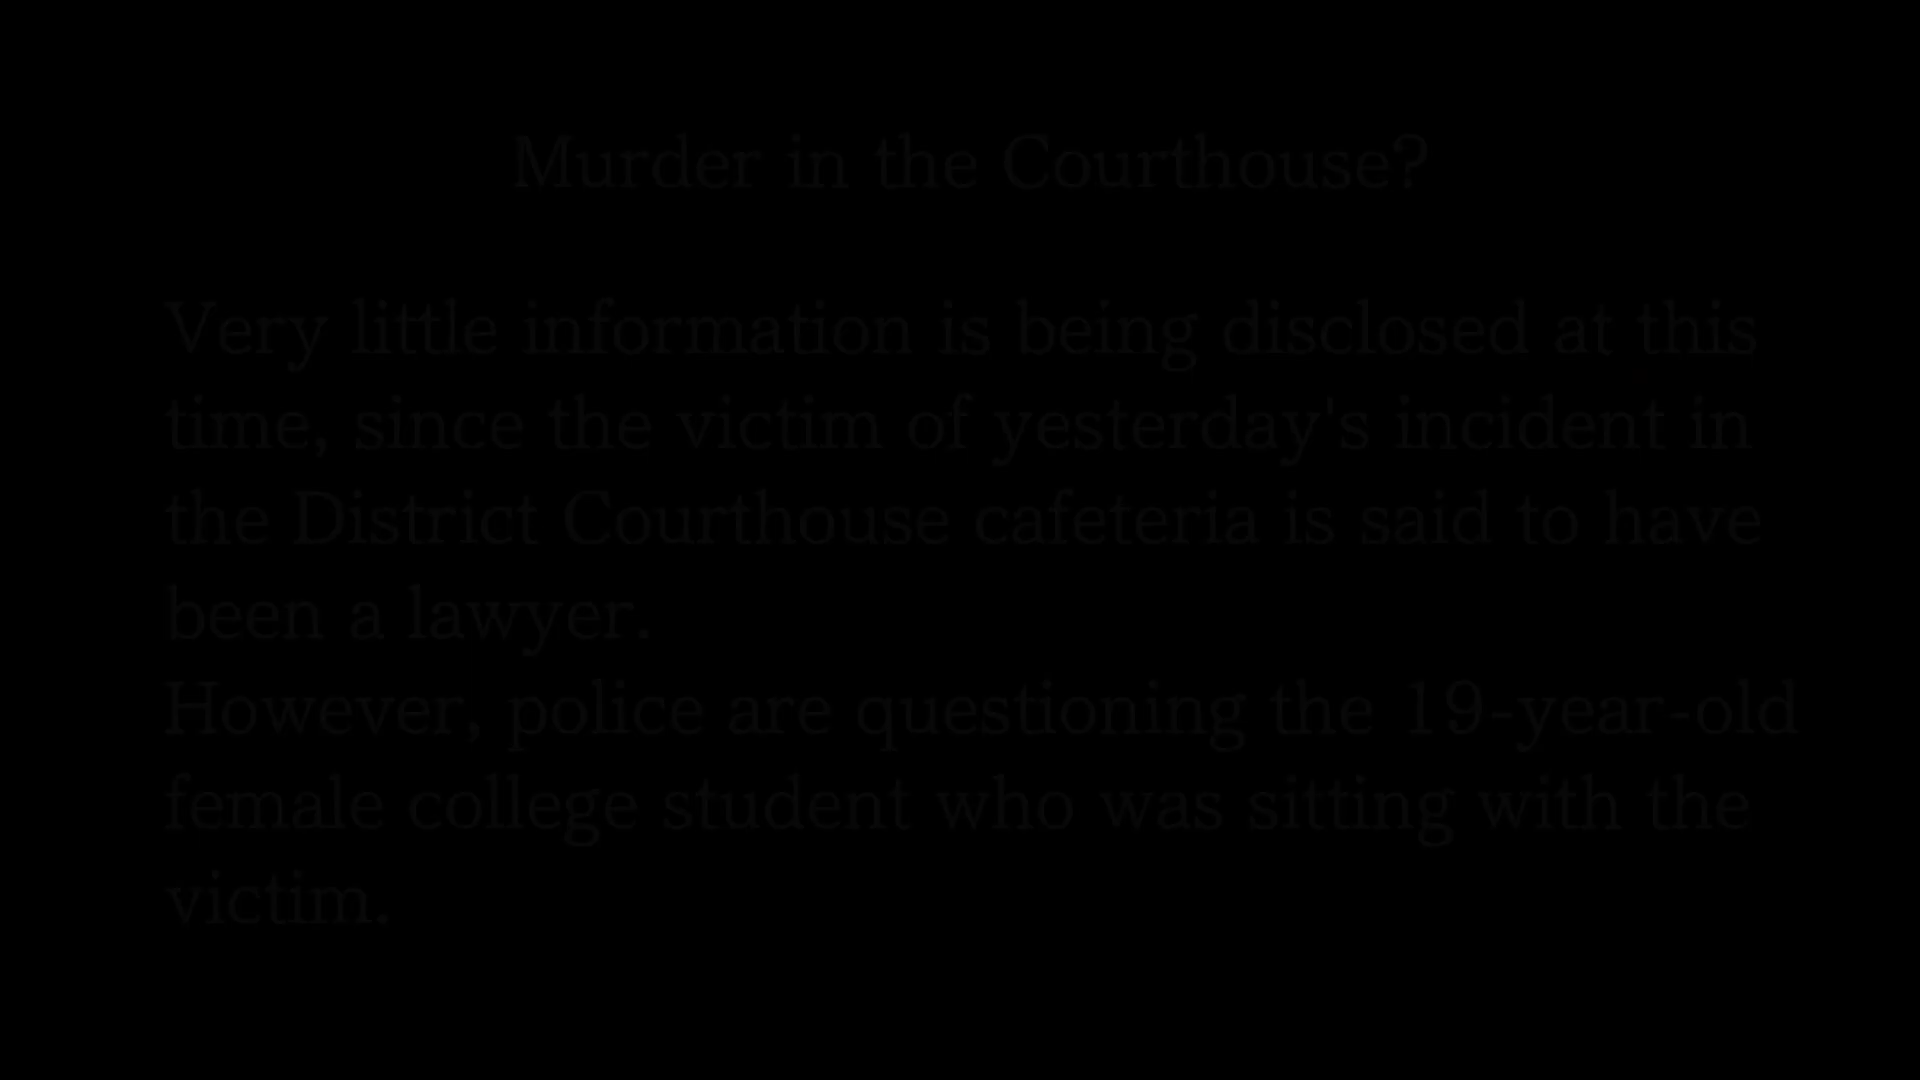 Murder in the Courthouse?
Very little information is being disclosed at this
time, since the victim of yesterday's incident in
the District Courthouse cafeteria is said to have
been a lawyer.
However, police are questioning the 19-year-old
female college student who was sitting with the
victim.